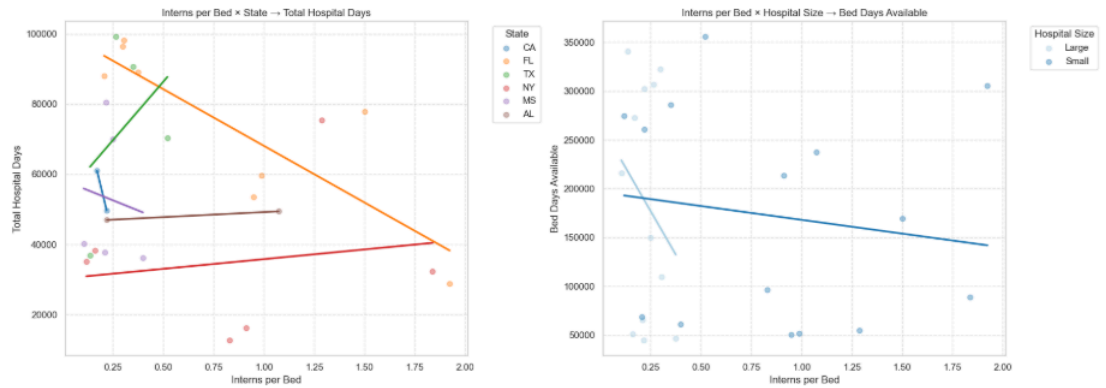 Interns per Bed × State → Total Hospital Days
Total Hospital Days
100000
80000
60000
40000
20000
0.25
0.50
0.75
1.00
1.25
1.50
1.75
2.00
Interns per Bed
State
CA
FL
TX
NY
MS
AL
Interns per Bed × Hospital Size → Bed Days Available
Bed Days Available
350000
300000
250000
200000
150000
100000
50000
0.25
0.50
0.75
1.00
1.25
1.50
1.75
2.00
Interns per Bed
Hospital Size
Large
Small